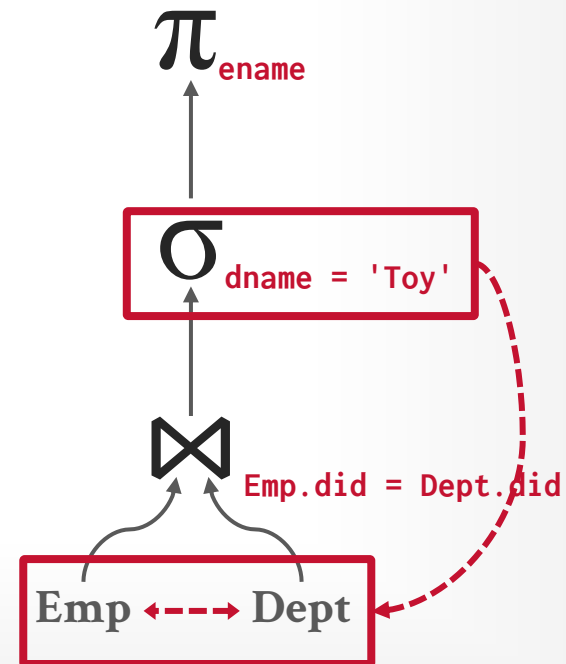 π ename
σ dname = 'Toy'
⋈ Emp.did = Dept.did
Emp Dept